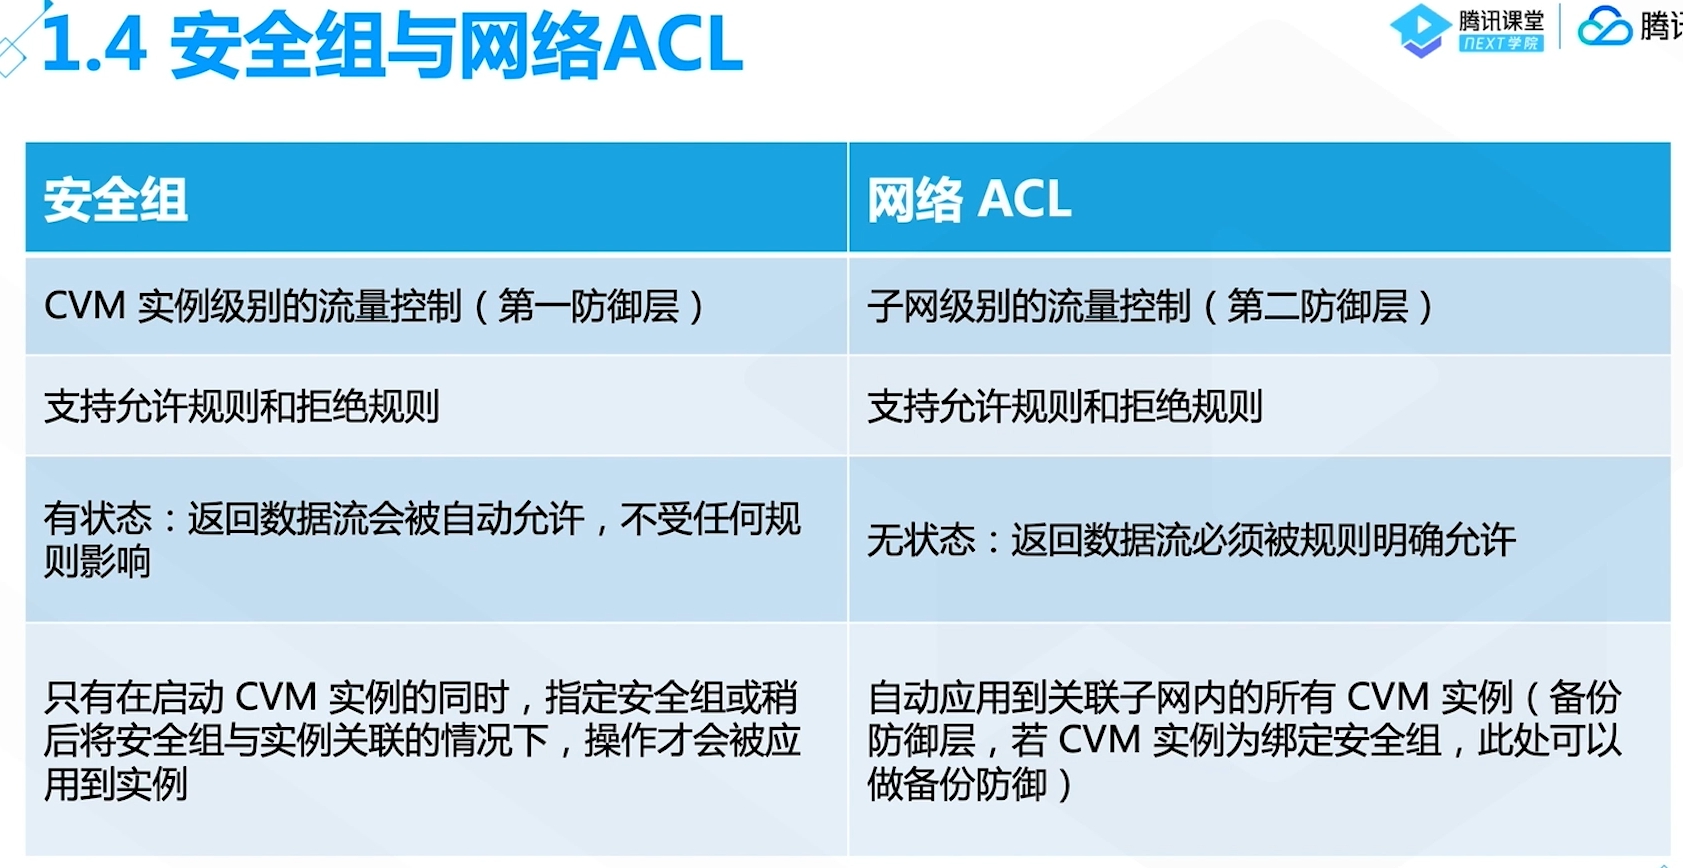 1.4 安全组与网络ACL
腾讯课堂
NEXT学院
腾讯
安全组
网络 ACL
CVM 实例级别的流量控制（第一防御层）
子网级别的流量控制（第二防御层）
支持允许规则和拒绝规则
支持允许规则和拒绝规则
有状态：返回数据流会被自动允许，不受任何规
则影响
无状态：返回数据流必须被规则明确允许
只有在启动 CVM 实例的同时，指定安全组或稍
后将安全组与实例关联的情况下，操作才会被应
用到实例
自动应用到关联子网内的所有 CVM 实例（备份
防御层，若 CVM 实例为绑定安全组，此处可以
做备份防御）